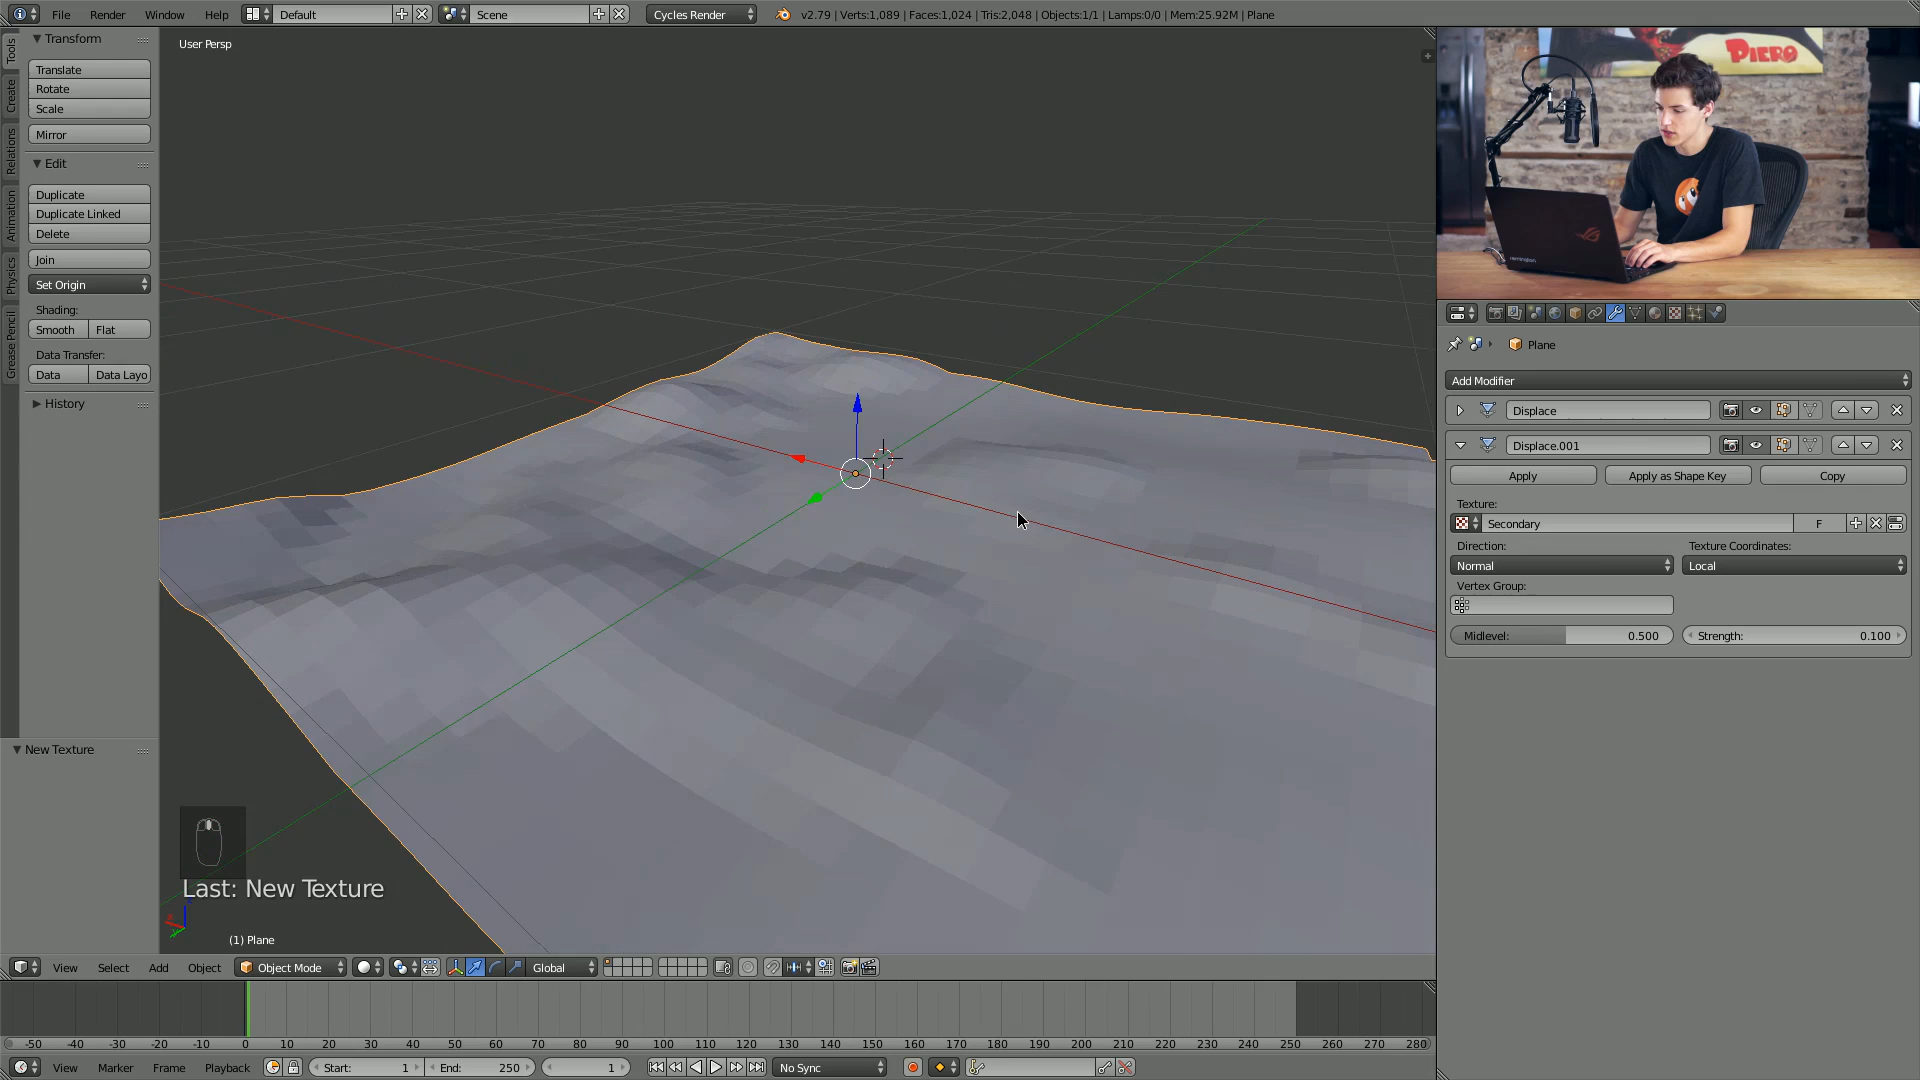 File Render Window Help Default Scene Cycles Render v2.79 | Verts:1,089 | Faces:1,024 | Tris:2,048 | Objects:1/1 | Lamps:0/0 | Mem:25.92M | Plane
Tools
Create
Relations
Animation
Physics
Grease Pencil
Transform
Translate
Rotate
Scale
Mirror
Edit
Duplicate
Duplicate Linked
Delete
Join
Set Origin
Shading:
Smooth Flat
Data Transfer:
Data Data Layo
History
New Texture
User Persp
Last: New Texture
(1) Plane
PIERO
Plane
Add Modifier
Displace
Displace.001
Apply Apply as Shape Key Copy
Texture:
Secondary F
Direction: Texture Coordinates:
Normal Local
Vertex Group:
Midlevel: 0.500 Strength: 0.100
View Select Add Object Object Mode Global
-50 -40 -30 -20 -10 0 10 20 30 40 50 60 70 80 90 100 110 120 130 140 150 160 170 180 190 200 210 220 230 240 250 260 270 280
View Marker Frame Playback Start: 1 End: 250 1 No Sync